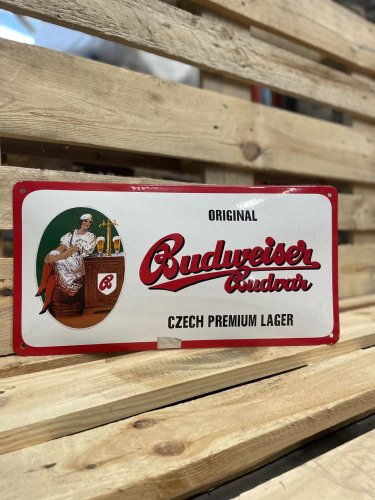 ORIGINAL
Budweiser
Budvar
CZECH PREMIUM LAGER
B